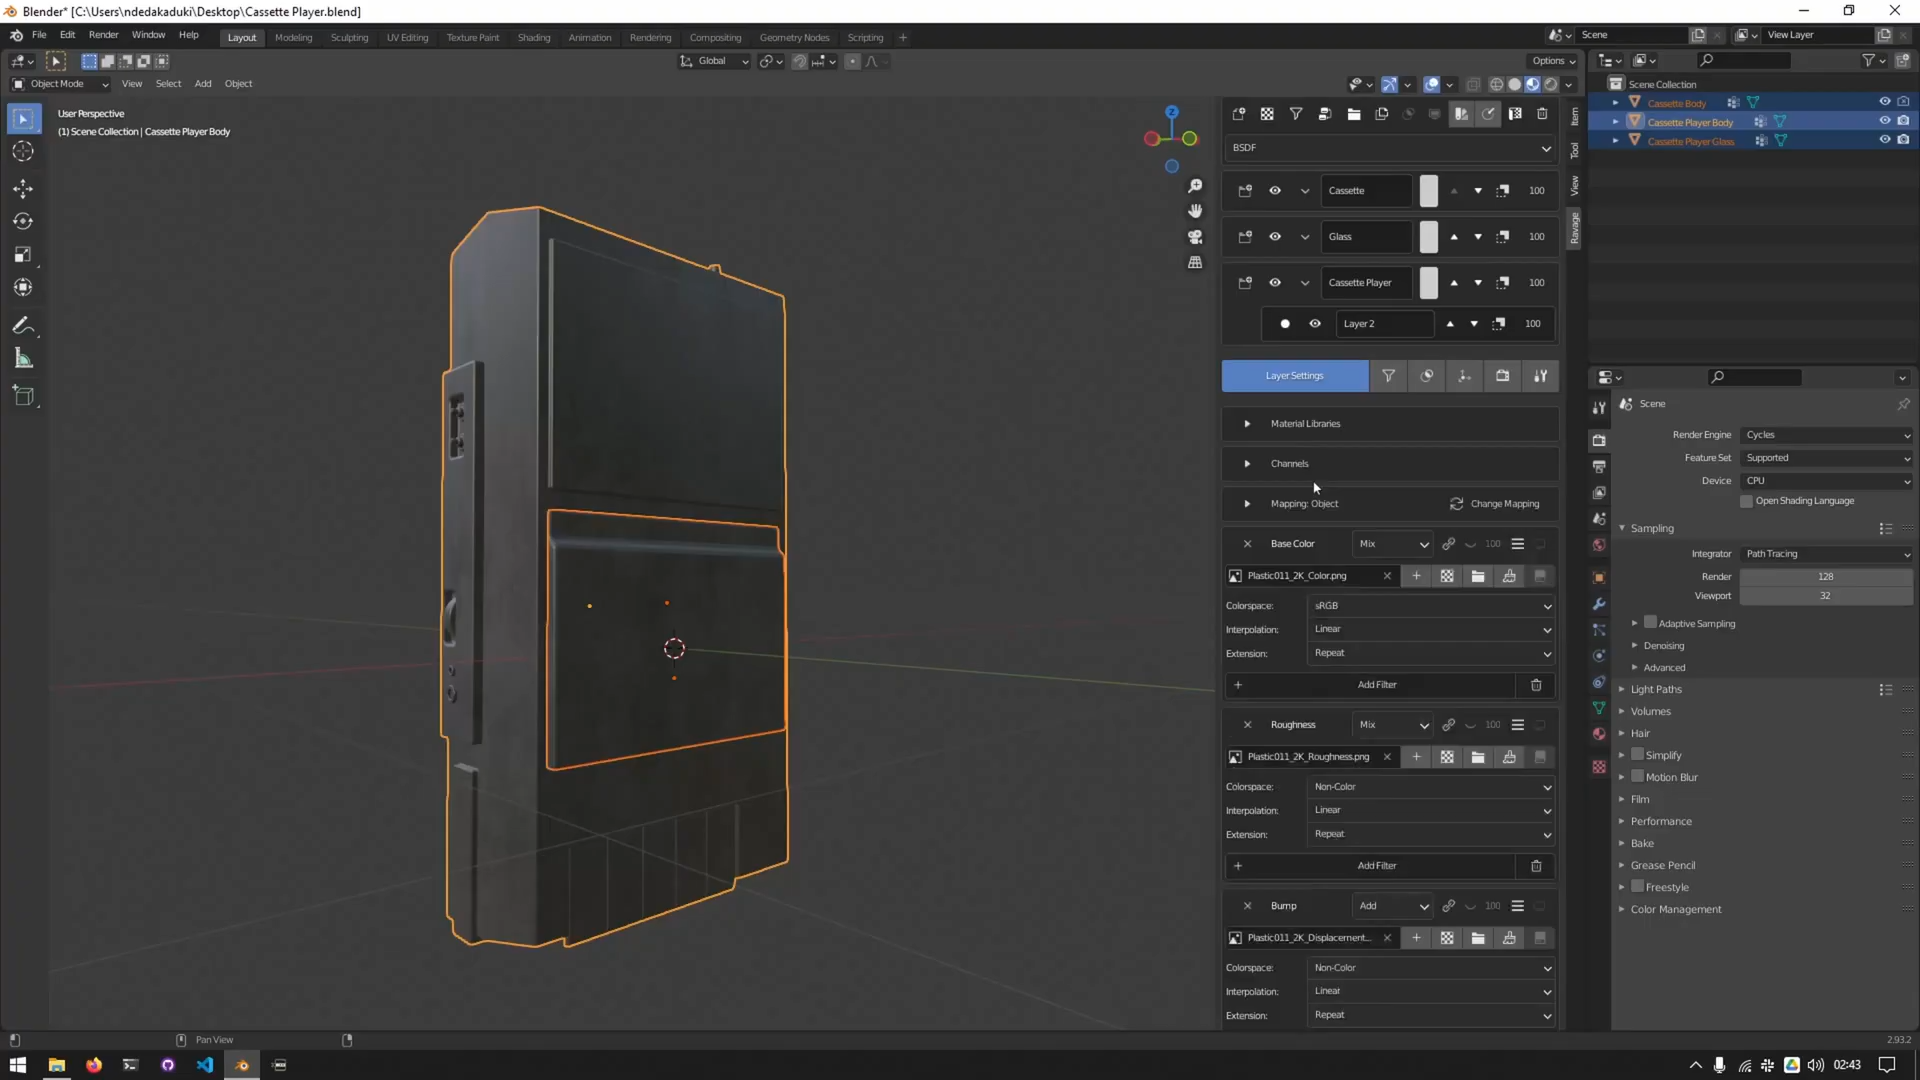 Blender* [C:\Users\ndedakaduki\Desktop\Cassette Player.blend]
File Edit Render Window Help Layout Modeling Sculpting UV Editing Texture Paint Shading Animation Rendering Compositing Geometry Nodes Scripting Scene View Layer
Global Options
Object Mode View Select Add Object
User Perspective
(1) Scene Collection | Cassette Player Body
Z
Item
Tool
View
Ravage
BSDF
Cassette 100
Glass 100
Cassette Player 100
Layer 2 100
Layer Settings
Material Libraries
Channels
Mapping: Object Change Mapping
Base Color Mix 100
Plastic011_2K_Color.png
Colorspace: sRGB
Interpolation: Linear
Extension: Repeat
Add Filter
Roughness Mix 100
Plastic011_2K_Roughness.png
Colorspace: Non-Color
Interpolation: Linear
Extension: Repeat
Add Filter
Bump Add 100
Plastic011_2K_Displacement...
Colorspace: Non-Color
Interpolation: Linear
Extension: Repeat
Scene Collection
Cassette Body
Cassette Player Body
Cassette Player Glass
Scene
Render Engine Cycles
Feature Set Supported
Device CPU
Open Shading Language
Sampling
Integrator Path Tracing
Render 128
Viewport 32
Adaptive Sampling
Denoising
Advanced
Light Paths
Volumes
Hair
Simplify
Motion Blur
Film
Performance
Bake
Grease Pencil
Freestyle
Color Management
Pan View 2.93.2
02:43